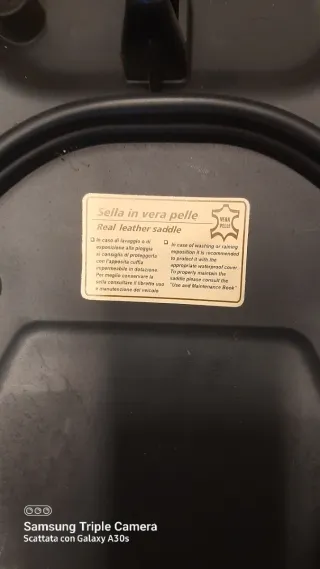 Sella in vera pelle
Real leather saddle
VERA
PELLE
In caso di lavaggio o di
esposizione alla pioggia
si consiglia di proteggerla
con l'apposita cuffia
impermeabile in dotazione.
Per meglio conservare la
sella consultare il libretto uso
e manutenzione del veicolo
In case of washing or raining
exposition it is recommended
to protect it with the
appropriate waterproof cover.
To properly maintain the
saddle please consult the
"Use and Maintenance Book"
Samsung Triple Camera
Scattata con Galaxy A30s